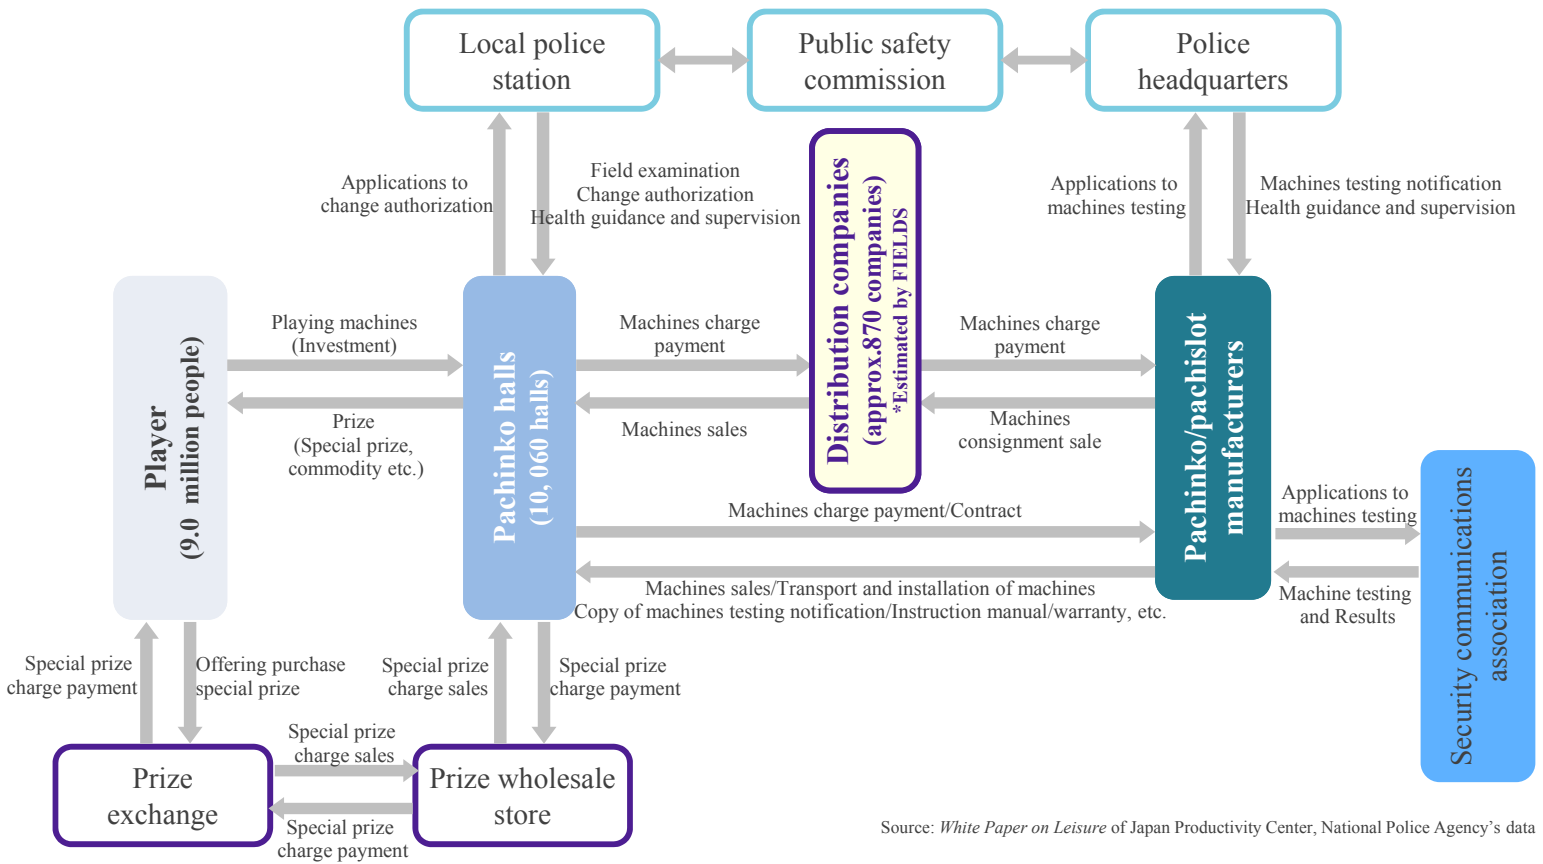 Local police
station
Public safety
commission
Police
headquarters
Applications to
change authorization
Field examination
Change authorization
Health guidance and supervision
Applications to
machines testing
Machines testing notification
Health guidance and supervision
Distribution companies
(approx.870 companies)
*Estimated by FIELDS
Player
(9.0 million people)
Playing machines
(Investment)
Prize
(Special prize,
commodity etc.)
Pachinko halls
(10, 060 halls)
Machines charge
payment
Machines sales
Machines charge
payment
Machines
consignment sale
Pachinko/pachislot
manufacturers
Machines charge payment/Contract
Machines sales/Transport and installation of machines
Copy of machines testing notification/Instruction manual/warranty, etc.
Applications to
machines testing
Machine testing
and Results
Security communications
association
Special prize
charge payment
Offering purchase
special prize
Special prize
charge sales
Special prize
charge payment
Prize
exchange
Special prize
charge sales
Special prize
charge payment
Prize wholesale
store
Source: White Paper on Leisure of Japan Productivity Center, National Police Agency’s data